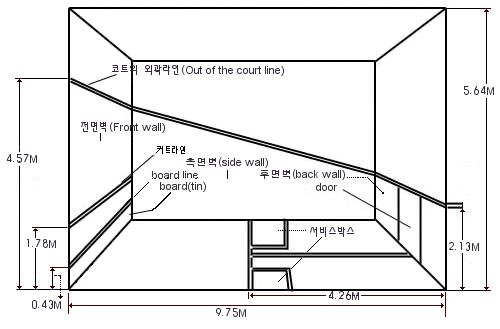 코트의 외곽라인(Out of the court line)
5.64M
전면벽(Front wall)
커트라인
4.57M
측면벽(side wall)
board line
후면벽(back wall)
board(tin)
door
서비스박스
1.78M
2.13M
0.43M
4.26M
9.75M